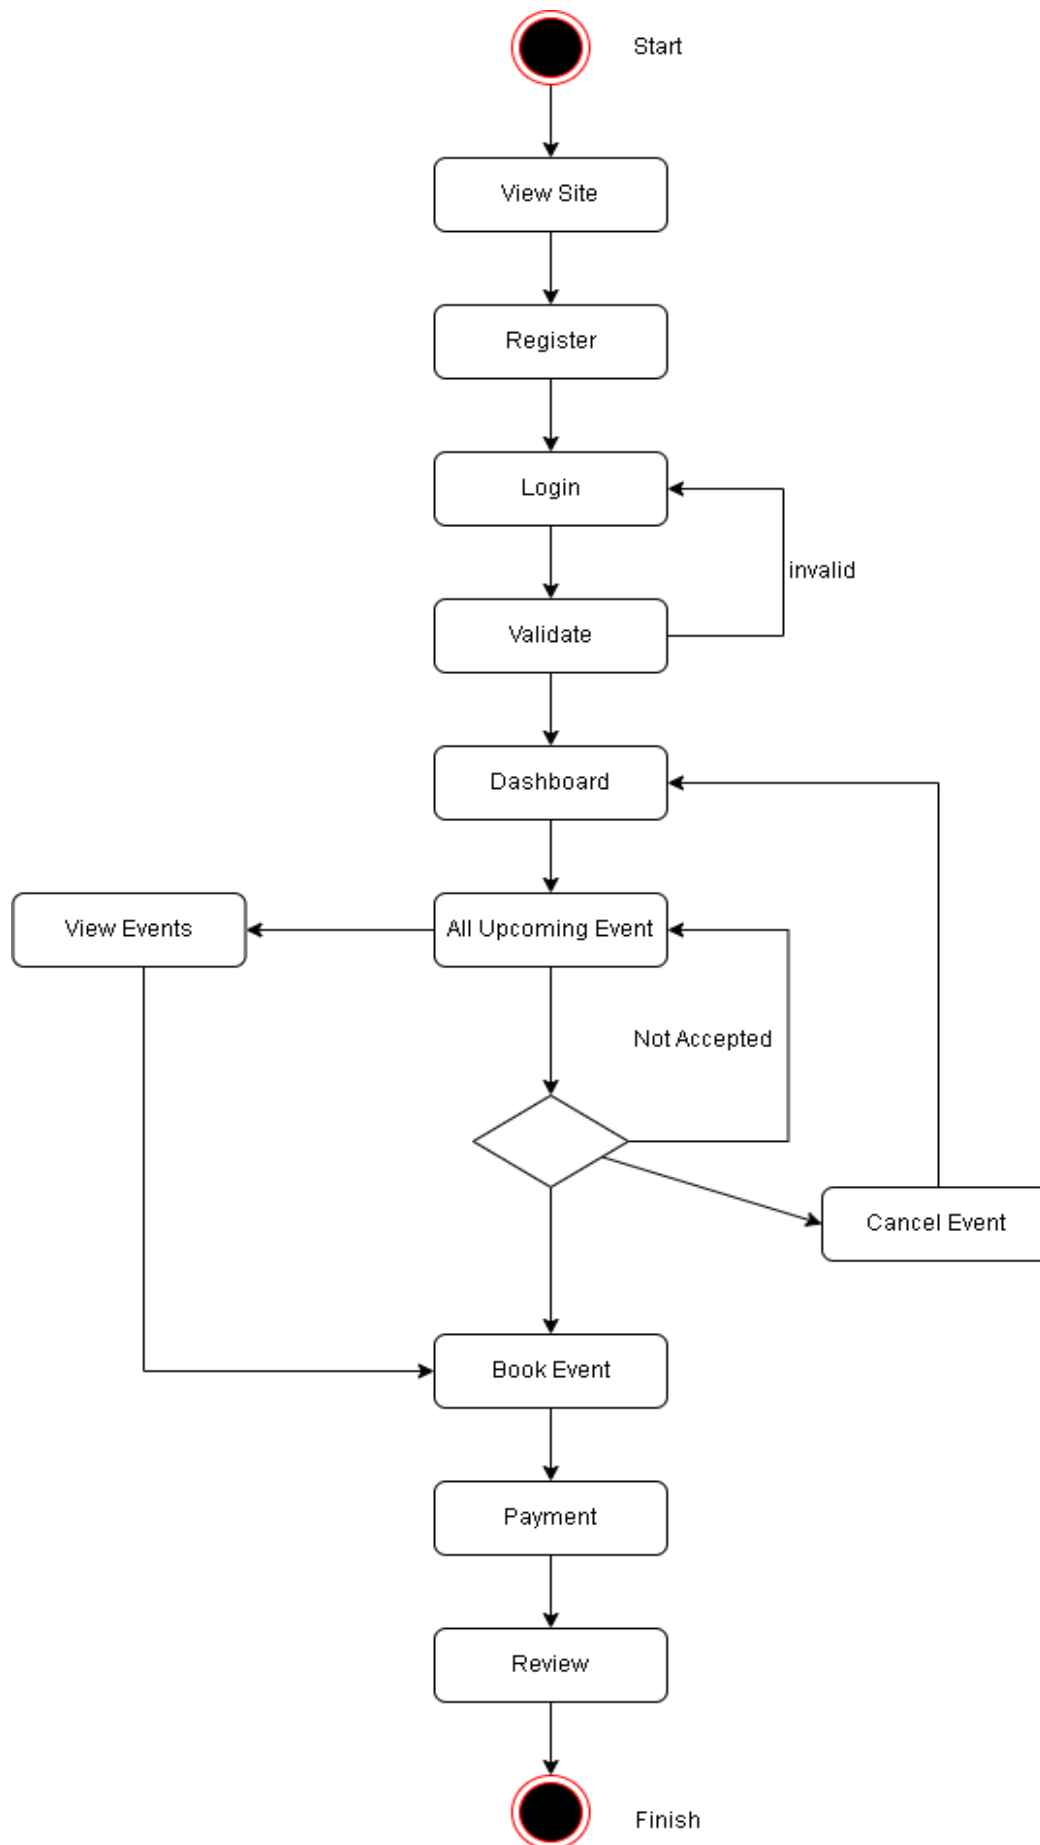 Start
View Site
Register
Login
invalid
Validate
Dashboard
View Events
All Upcoming Event
Not Accepted
Cancel Event
Book Event
Payment
Review
Finish